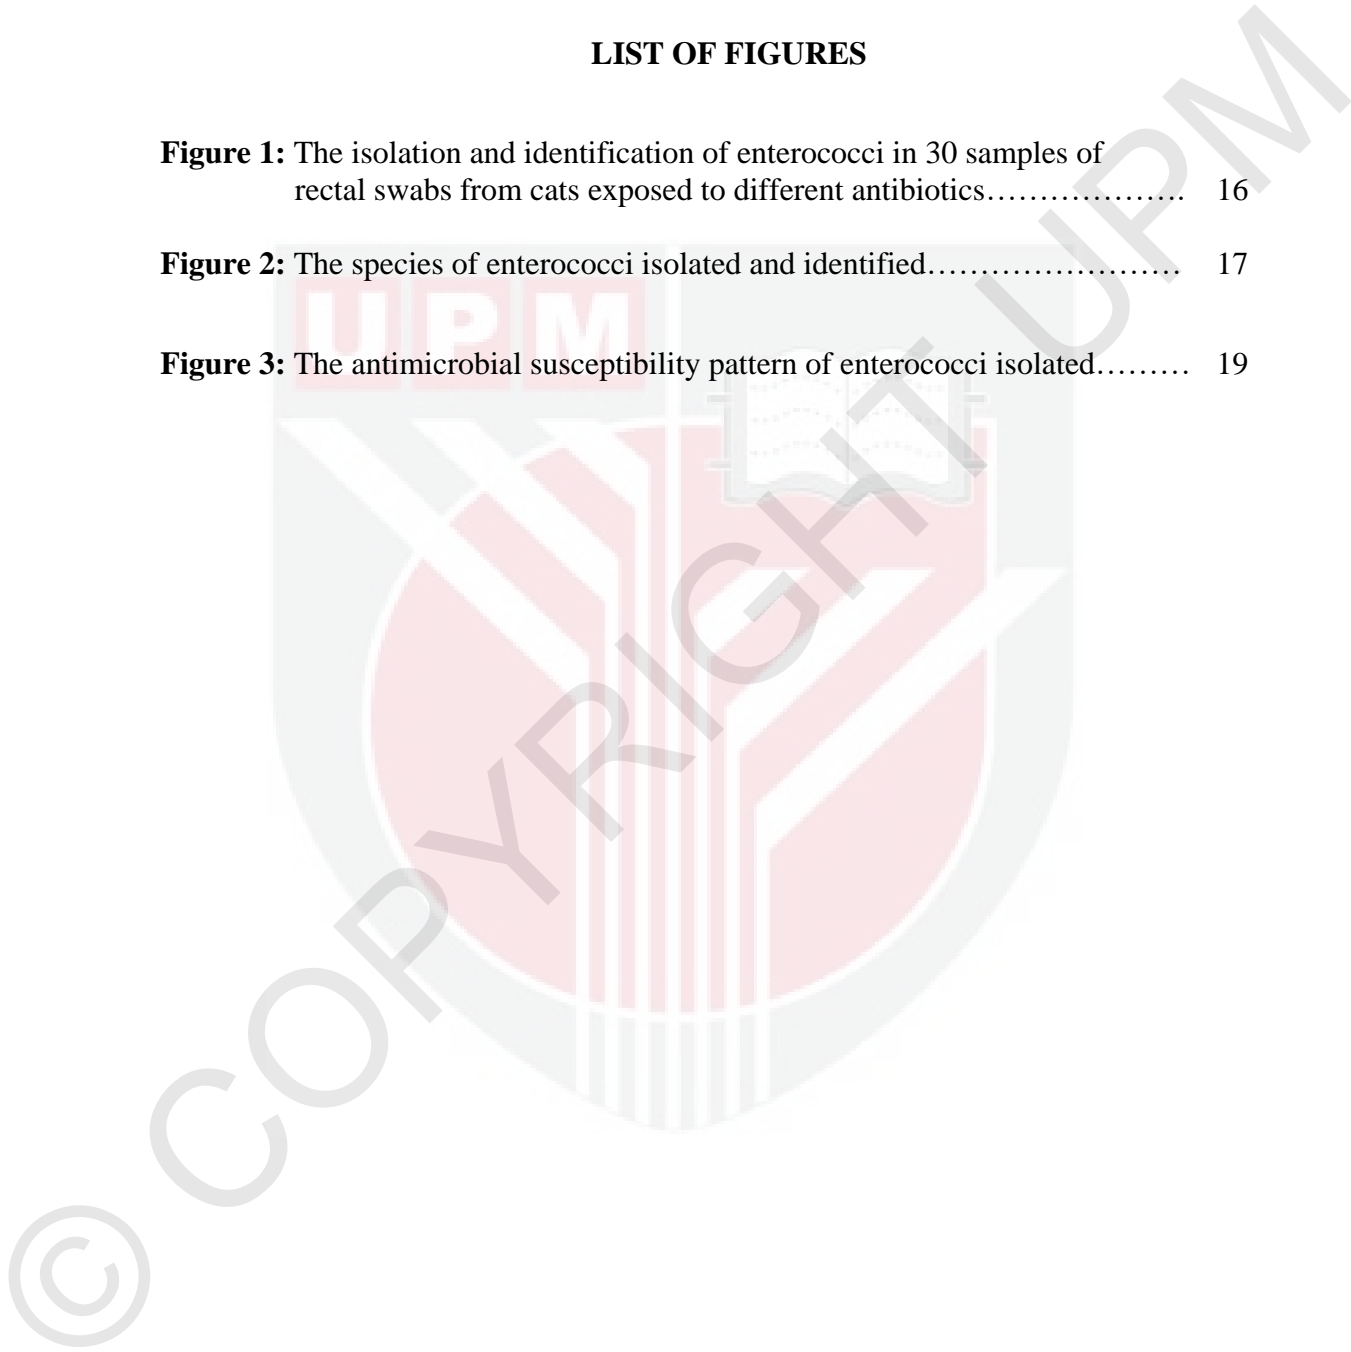 LIST OF FIGURES
Figure 1: The isolation and identification of enterococci in 30 samples of
rectal swabs from cats exposed to different antibiotics………………. 16
Figure 2: The species of enterococci isolated and identified…………………… 17
UPM
Figure 3: The antimicrobial susceptibility pattern of enterococci isolated……… 19
© COPYRIGHT UPM